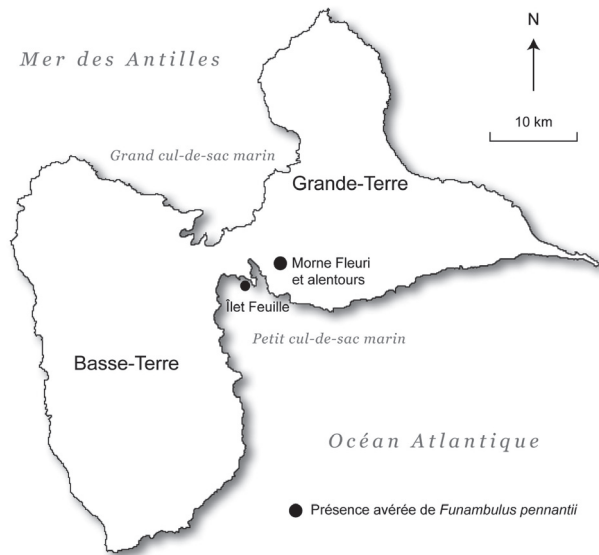 Mer des Antilles
N
10 km
Grand cul-de-sac marin
Grande-Terre
Morne Fleuri
et alentours
Îlet Feuille
Petit cul-de-sac marin
Basse-Terre
Océan Atlantique
Présence avérée de Funambulus pennantii